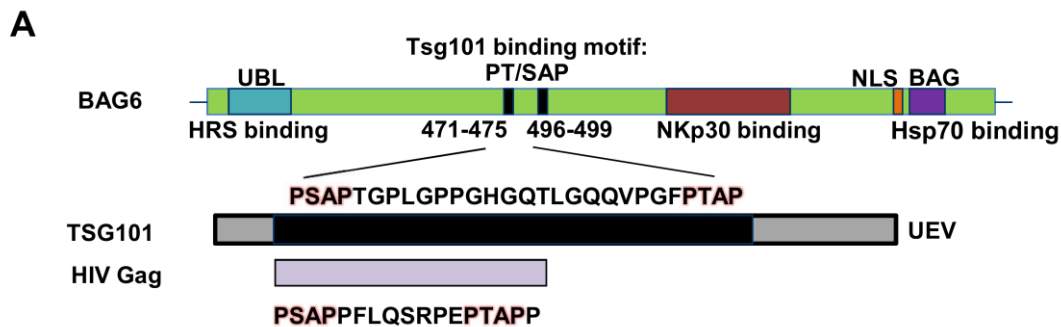 A
Tsg101 binding motif:
UBL PT/SAP NLS BAG
BAG6
HRS binding 471-475 496-499 NKp30 binding Hsp70 binding
PSAPTGPLGPPGHGQTLGQQVPGFPTAP
TSG101 UEV
HIV Gag
PSAPPFLQSRPEPTAPP